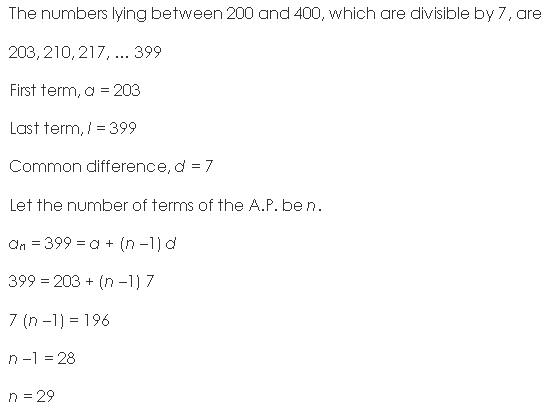 The numbers lying between 200 and 400, which are divisible by 7, are
203, 210, 217, … 399
First term, a = 203
Last term, l = 399
Common difference, d = 7
Let the number of terms of the A.P. be n.
aₙ = 399 = a + (n –1) d
399 = 203 + (n –1) 7
7 (n –1) = 196
n –1 = 28
n = 29